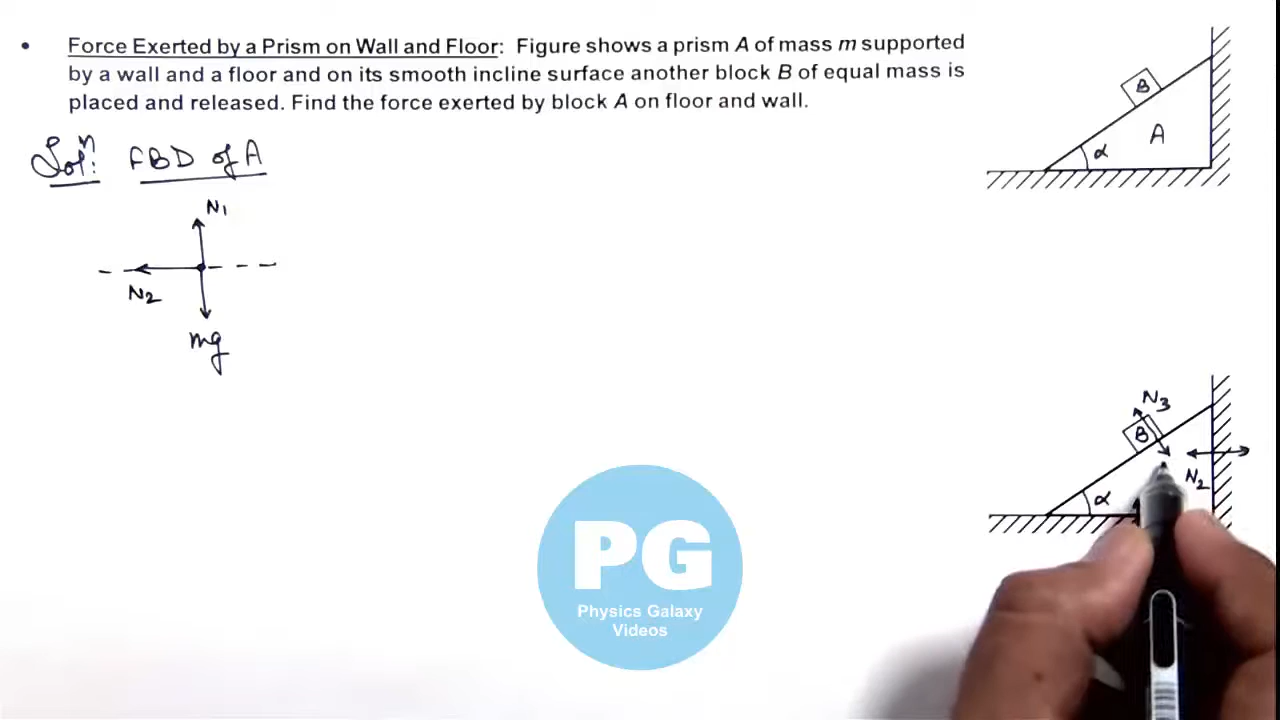 • Force Exerted by a Prism on Wall and Floor: Figure shows a prism A of mass m supported
by a wall and a floor and on its smooth incline surface another block B of equal mass is
placed and released. Find the force exerted by block A on floor and wall.
Solⁿ: FBD of A
N1
N2
mg
B
A
α
N3
B
N2
α
PG
Physics Galaxy
Videos